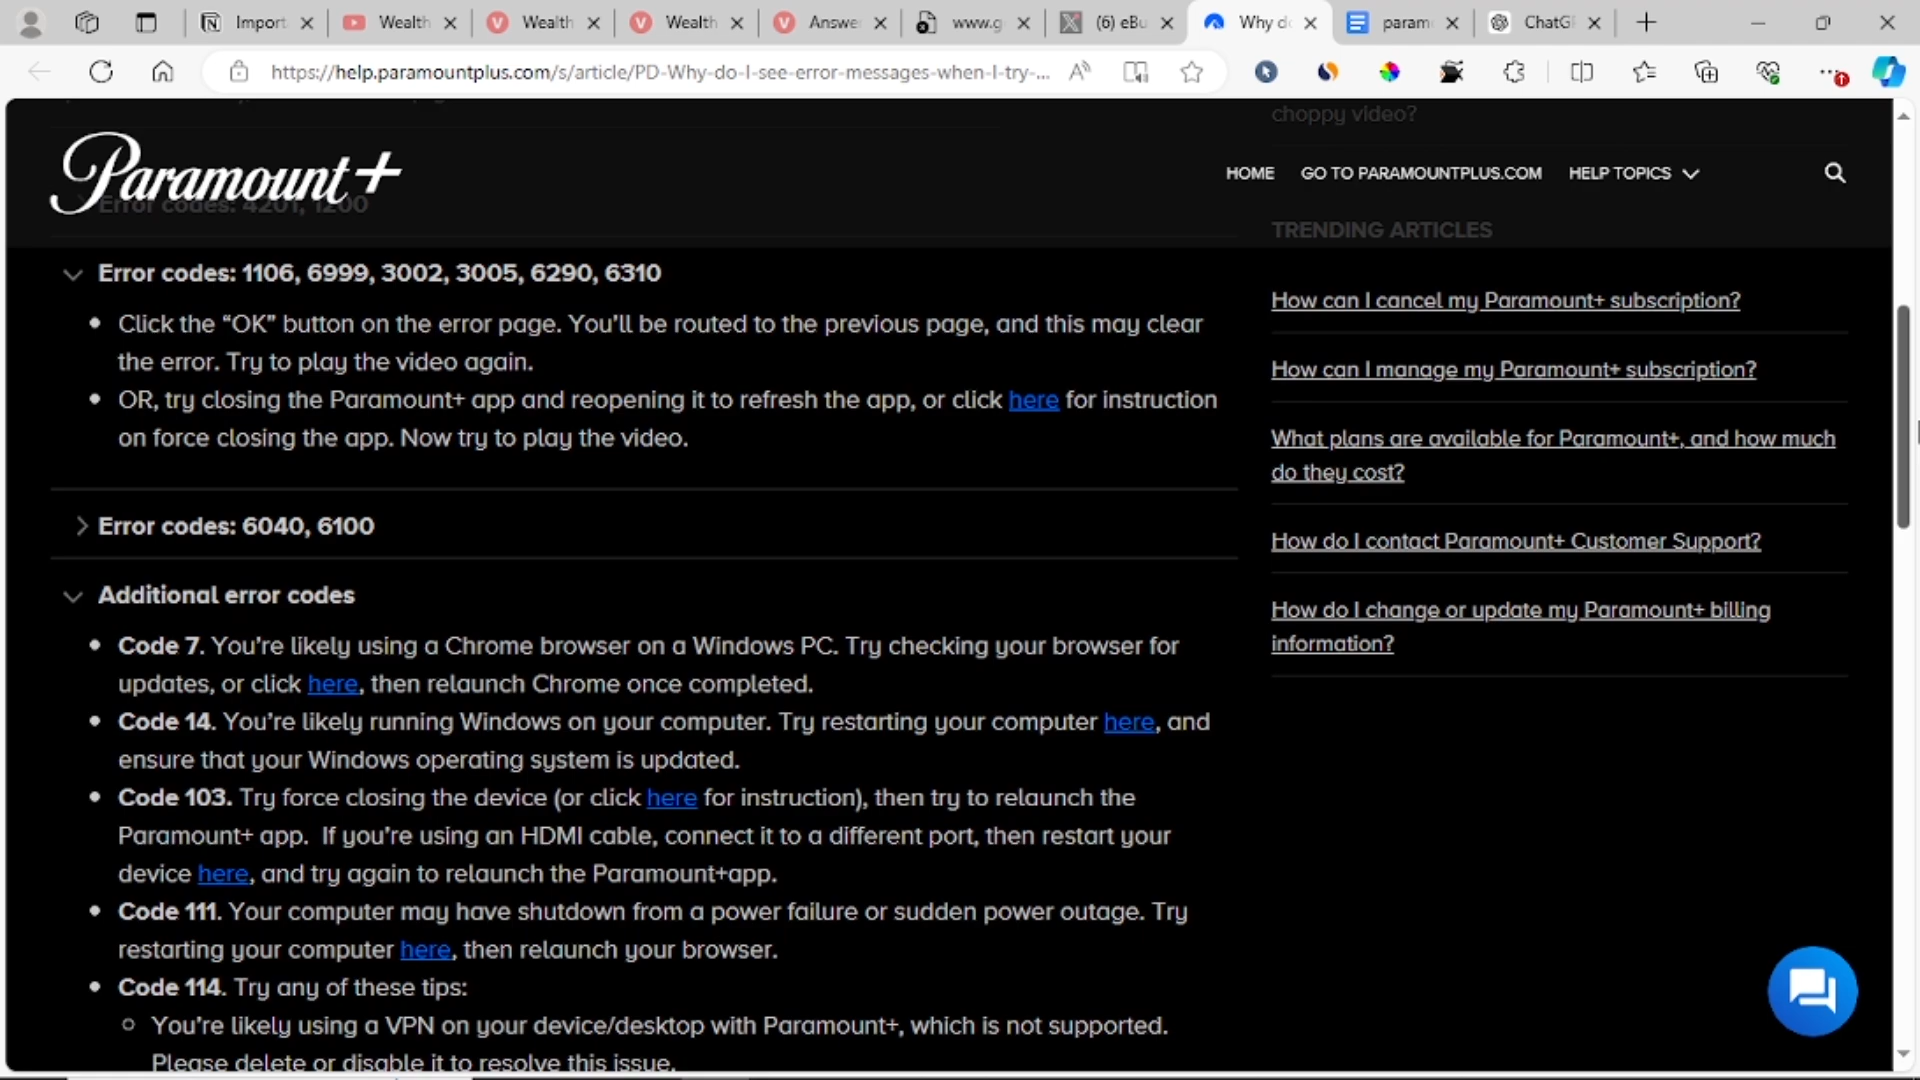 Import
Wealth
Wealth
Wealth
Answe
www.g
(6) eBu
Why do
param
ChatG
https://help.paramountplus.com/s/article/PD-Why-do-I-see-error-messages-when-I-try-...
choppy video?
Paramount+
HOME
GO TO PARAMOUNTPLUS.COM
HELP TOPICS
Error codes: 4201, 1200
TRENDING ARTICLES
Error codes: 1106, 6999, 3002, 3005, 6290, 6310
Click the “OK” button on the error page. You’ll be routed to the previous page, and this may clear
the error. Try to play the video again.
OR, try closing the Paramount+ app and reopening it to refresh the app, or click here for instruction
on force closing the app. Now try to play the video.
Error codes: 6040, 6100
Additional error codes
Code 7. You’re likely using a Chrome browser on a Windows PC. Try checking your browser for
updates, or click here, then relaunch Chrome once completed.
Code 14. You’re likely running Windows on your computer. Try restarting your computer here, and
ensure that your Windows operating system is updated.
Code 103. Try force closing the device (or click here for instruction), then try to relaunch the
Paramount+ app. If you’re using an HDMI cable, connect it to a different port, then restart your
device here, and try again to relaunch the Paramount+app.
Code 111. Your computer may have shutdown from a power failure or sudden power outage. Try
restarting your computer here, then relaunch your browser.
Code 114. Try any of these tips:
You’re likely using a VPN on your device/desktop with Paramount+, which is not supported.
Please delete or disable it to resolve this issue.
How can I cancel my Paramount+ subscription?
How can I manage my Paramount+ subscription?
What plans are available for Paramount+, and how much
do they cost?
How do I contact Paramount+ Customer Support?
How do I change or update my Paramount+ billing
information?